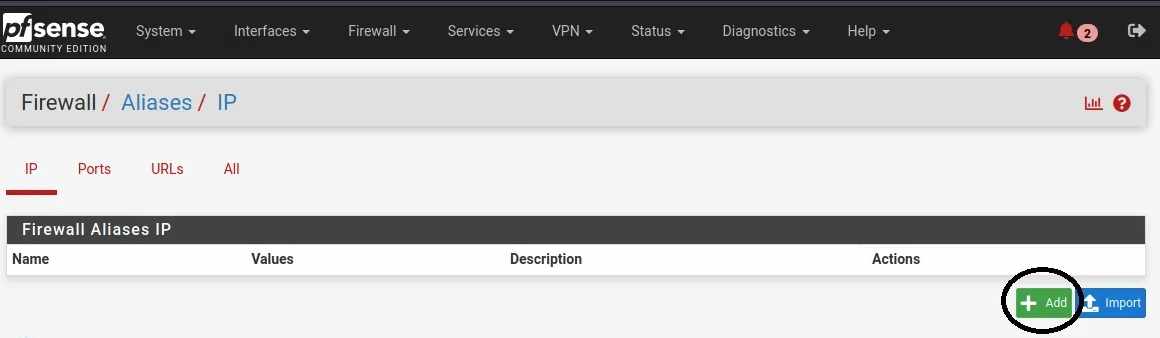 pfsense System Interfaces Firewall Services VPN Status Diagnostics Help 2
COMMUNITY EDITION
Firewall / Aliases / IP
IP Ports URLs All
Firewall Aliases IP
Name Values Description Actions
Add Import